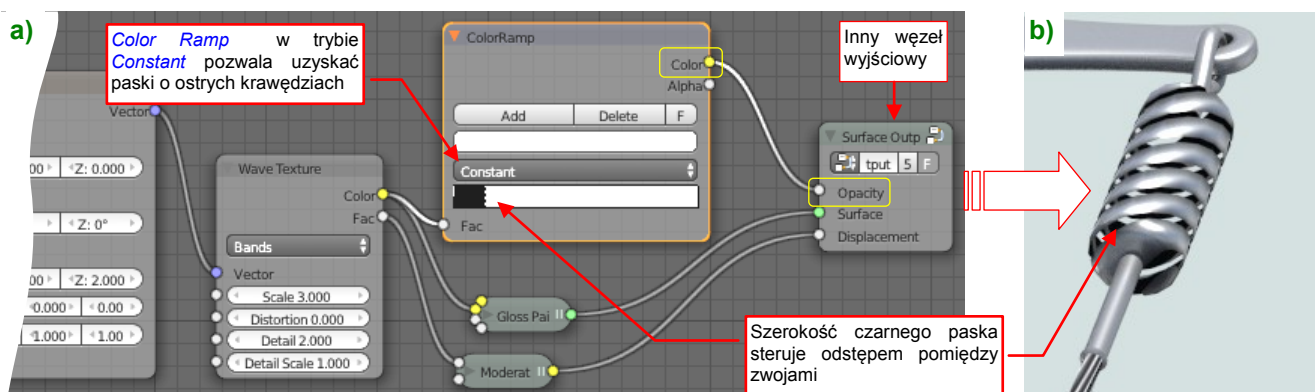 a)
Color Ramp w trybie
Constant pozwala uzyskać
paski o ostrych krawędziach
Vector
00
Z: 0.000
Z: 0°
00
Z: 2.000
0.000
0.00
1.000
1.00
Wave Texture
Color
Fac
Bands
Vector
Scale 3.000
Distortion 0.000
Detail 2.000
Detail Scale 1.000
ColorRamp
Color
Alpha
Add
Delete
F
Constant
Fac
Gloss Pai
Moderat
Inny węzeł
wyjściowy
Surface Outp
tput
5
F
Opacity
Surface
Displacement
Szerokość czarnego paska
steruje odstępem pomiędzy
zwojami
b)